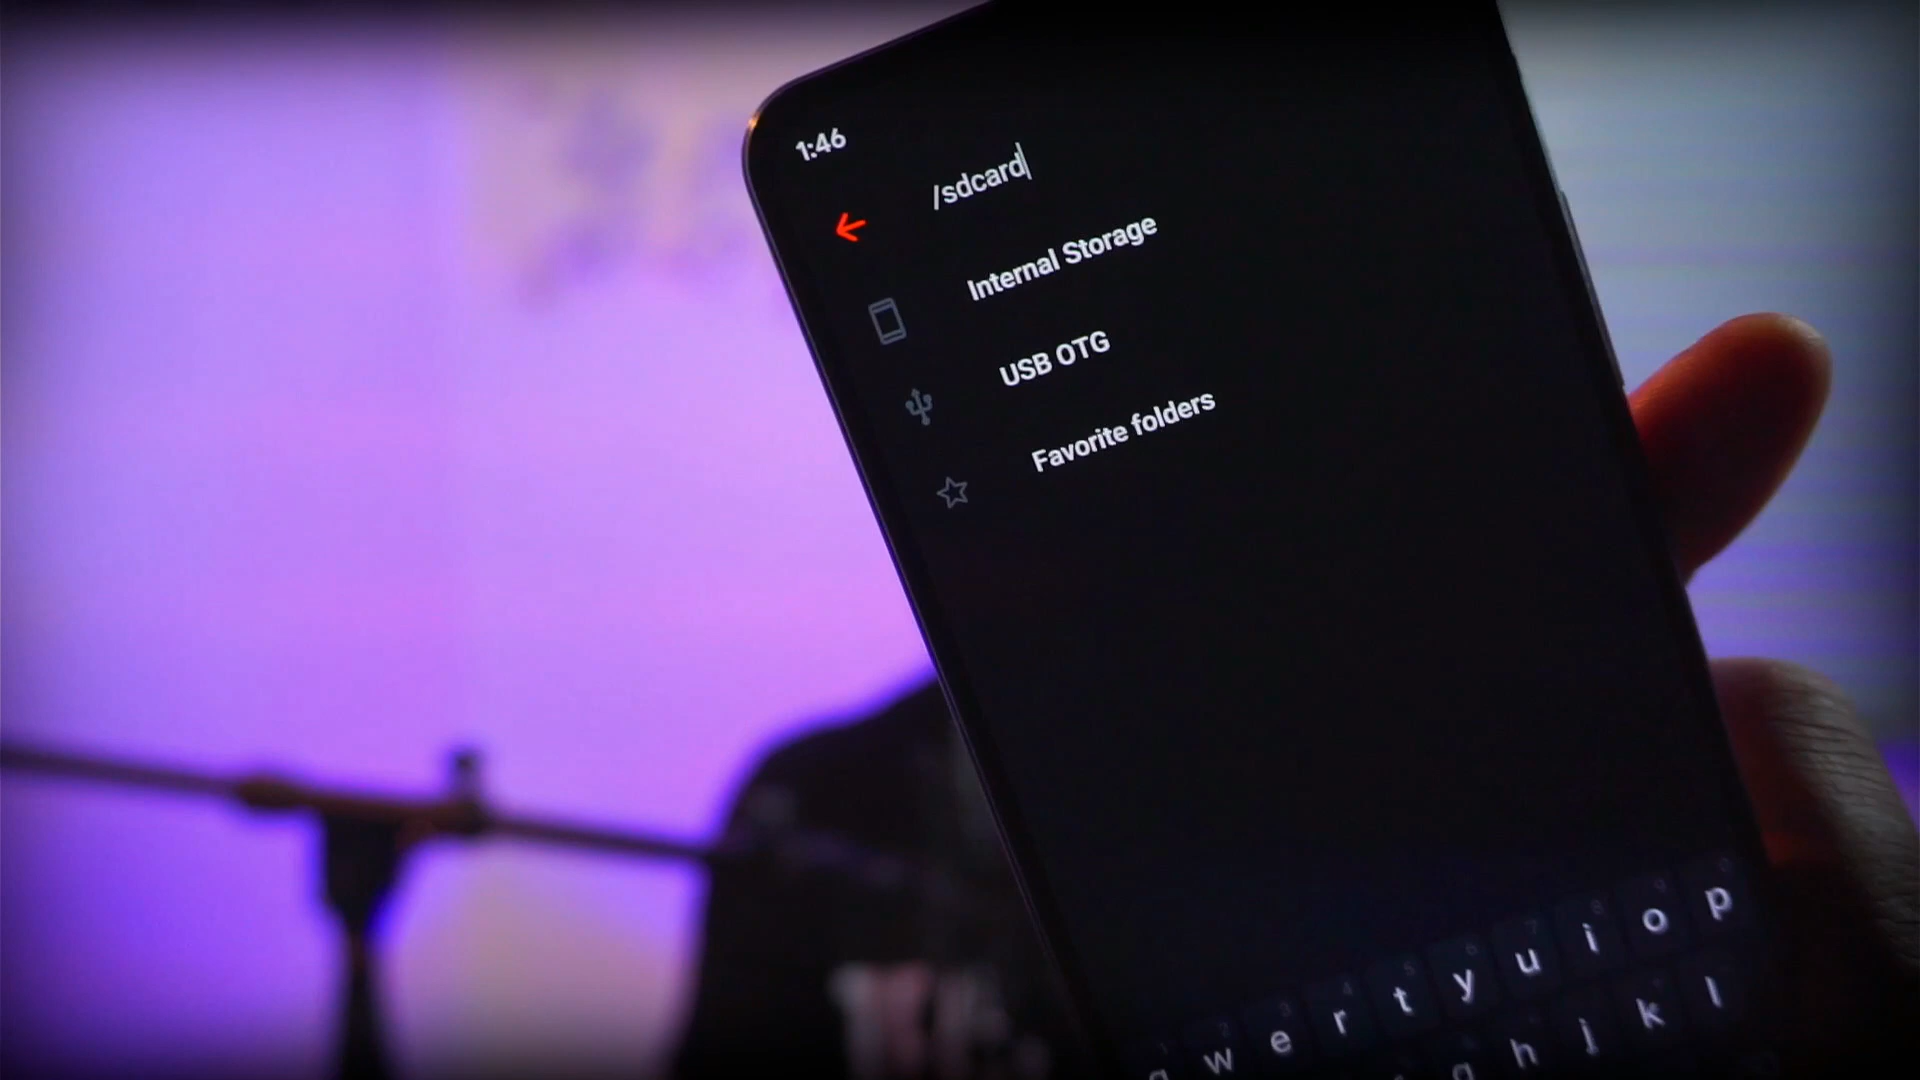 1:46
/sdcard
Internal Storage
USB OTG
Favorite folders
q w e r t y u i o p
g h j k l